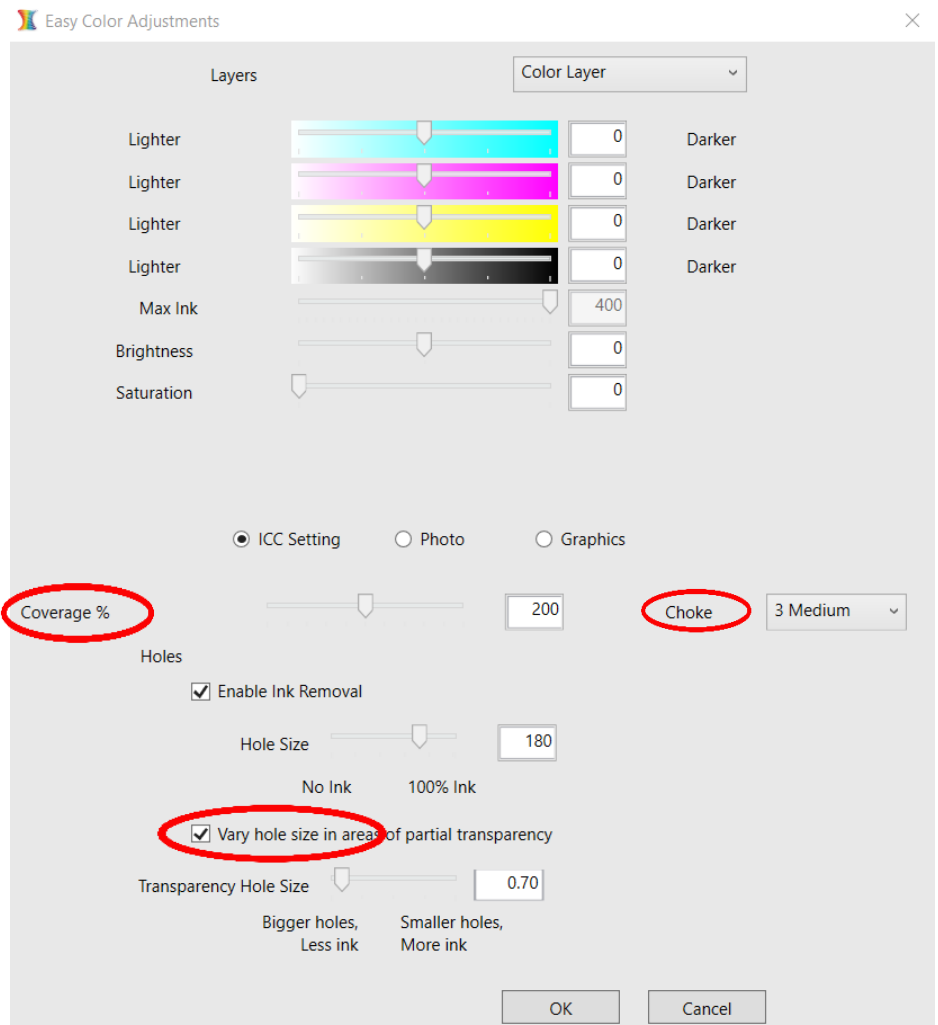 Easy Color Adjustments
Layers Color Layer
Lighter 0 Darker
Lighter 0 Darker
Lighter 0 Darker
Lighter 0 Darker
Max Ink 400
Brightness 0
Saturation 0
ICC Setting Photo Graphics
Coverage % 200 Choke 3 Medium
Holes
Enable Ink Removal
Hole Size 180
No Ink 100% Ink
Vary hole size in areas of partial transparency
Transparency Hole Size 0.70
Bigger holes, Smaller holes,
Less ink More ink
OK Cancel